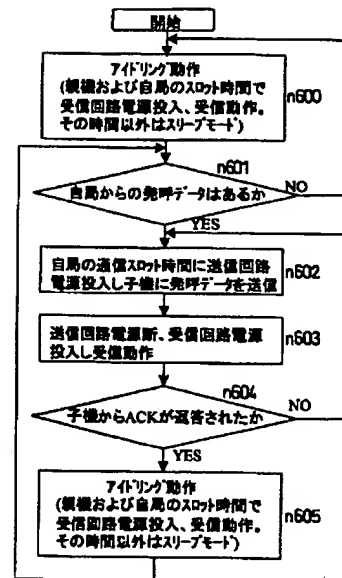 開始
アイドリング動作
(親機および自局のスロット時間で
受信回路電源投入、受信動作。
その時間以外はスリープモード)
n600
n601
自局からの発呼データはあるか
NO
YES
自局の通信スロット時間に送信回路
電源投入し子機に発呼データを送信
n602
送信回路電源断、受信回路電源
投入し受信動作
n603
n604
子機からACKが返答されたか
NO
YES
アイドリング動作
(親機および自局のスロット時間で
受信回路電源投入、受信動作。
その時間以外はスリープモード)
n605